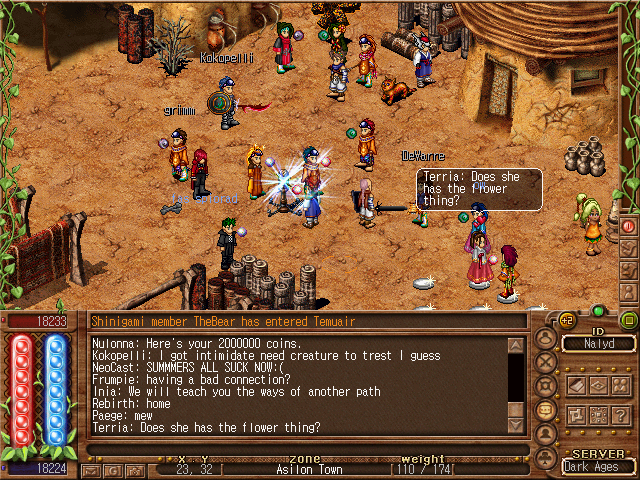 Kokopelli
grimm
DeVarre
Terria: Does she
has the flower
thing?
18233
Shinigami member TheBear has entered Temuair
+2
ID
Nalyd
Nulonna: Here's your 2000000 coins.
Kokopelli: I got intimidate need creature to trest I guess
NeoCast: SUMMMERS ALL SUCK NOW:(
Frumpie: having a bad connection?
Inia: We will teach you the ways of another path
Rebirth: home
Paege: mew
Terria: Does she has the flower thing?
18224
x y
zone
weight
23, 32
Asilon Town
110 / 174
SERVER
Dark Ages